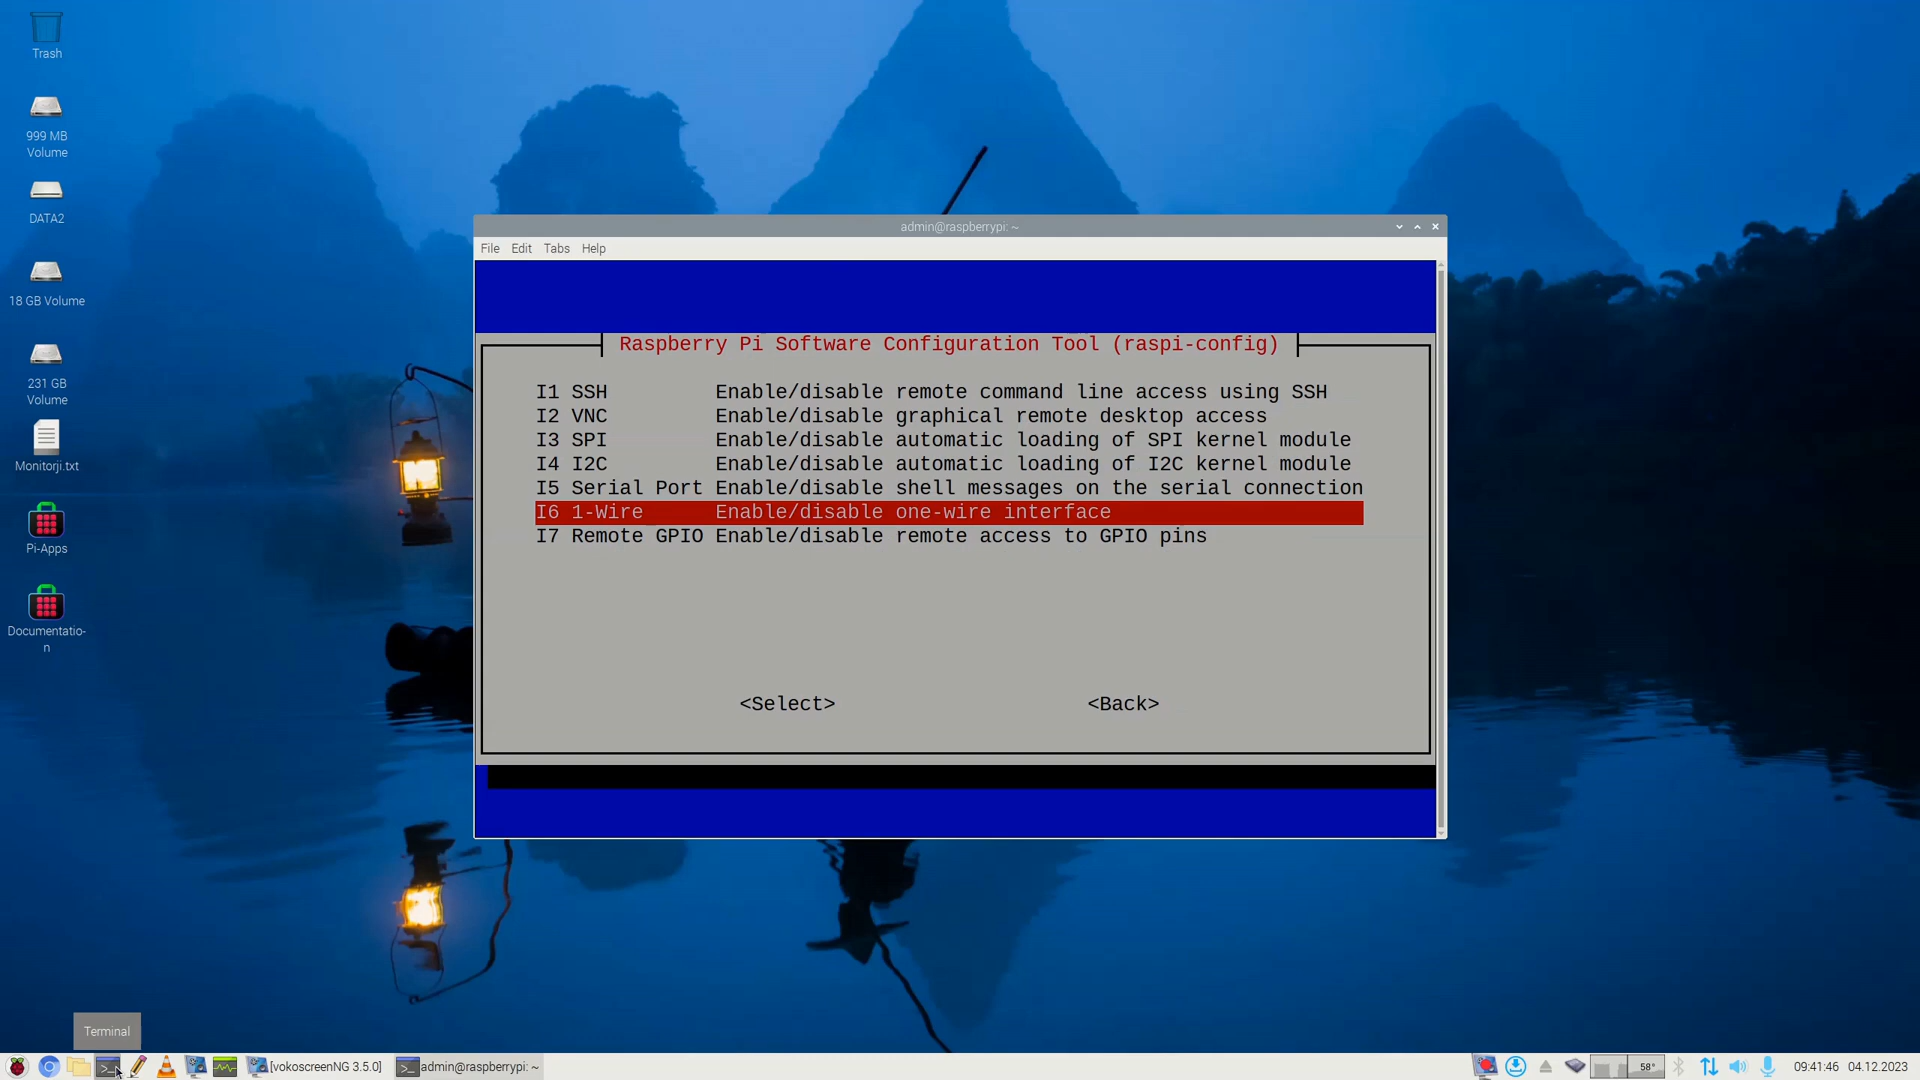 Trash
999 MB
Volume
DATA2
18 GB Volume
231 GB
Volume
Monitorji.txt
Pi-Apps
Documentatio-
n
admin@raspberrypi: ~
File Edit Tabs Help
Raspberry Pi Software Configuration Tool (raspi-config)
I1 SSH Enable/disable remote command line access using SSH
I2 VNC Enable/disable graphical remote desktop access
I3 SPI Enable/disable automatic loading of SPI kernel module
I4 I2C Enable/disable automatic loading of I2C kernel module
I5 Serial Port Enable/disable shell messages on the serial connection
I6 1-Wire Enable/disable one-wire interface
I7 Remote GPIO Enable/disable remote access to GPIO pins
<Select> <Back>
Terminal
[vokoscreenNG 3.5.0] admin@raspberrypi: ~ 58° 09:41:46 04.12.2023